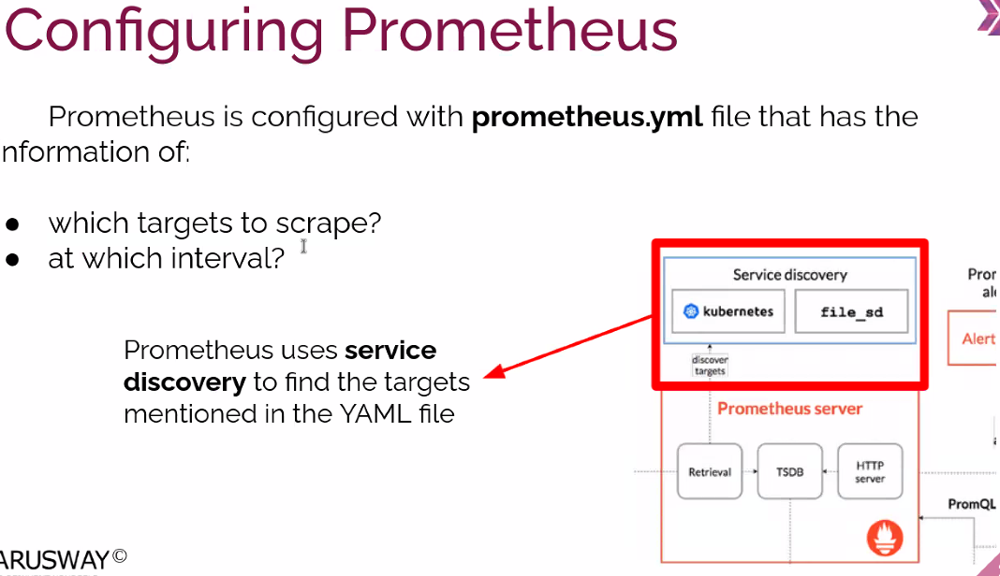 Configuring Prometheus
Prometheus is configured with prometheus.yml file that has the
nformation of:
● which targets to scrape?
● at which interval?
Prometheus uses service
discovery to find the targets
mentioned in the YAML file
Service discovery
kubernetes
file_sd
discover
targets
Prometheus server
Retrieval
TSDB
HTTP
server
Pror
al
Alert
PromQL
ARUSWAY©